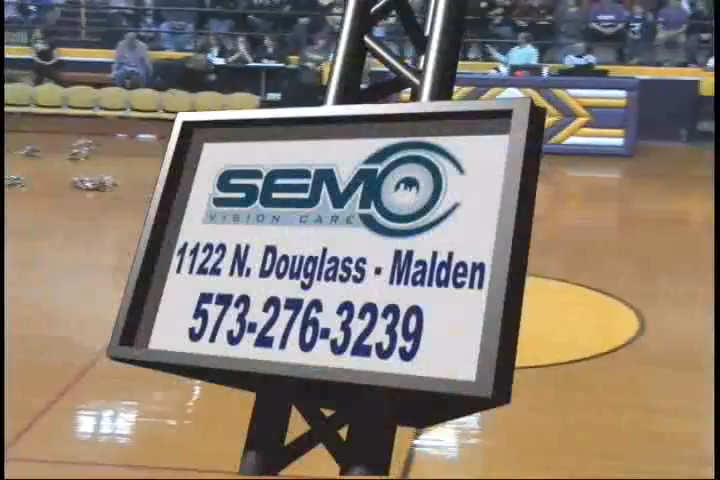 SEMO
VISION CARE
1122 N. Douglass - Malden
573-276-3239